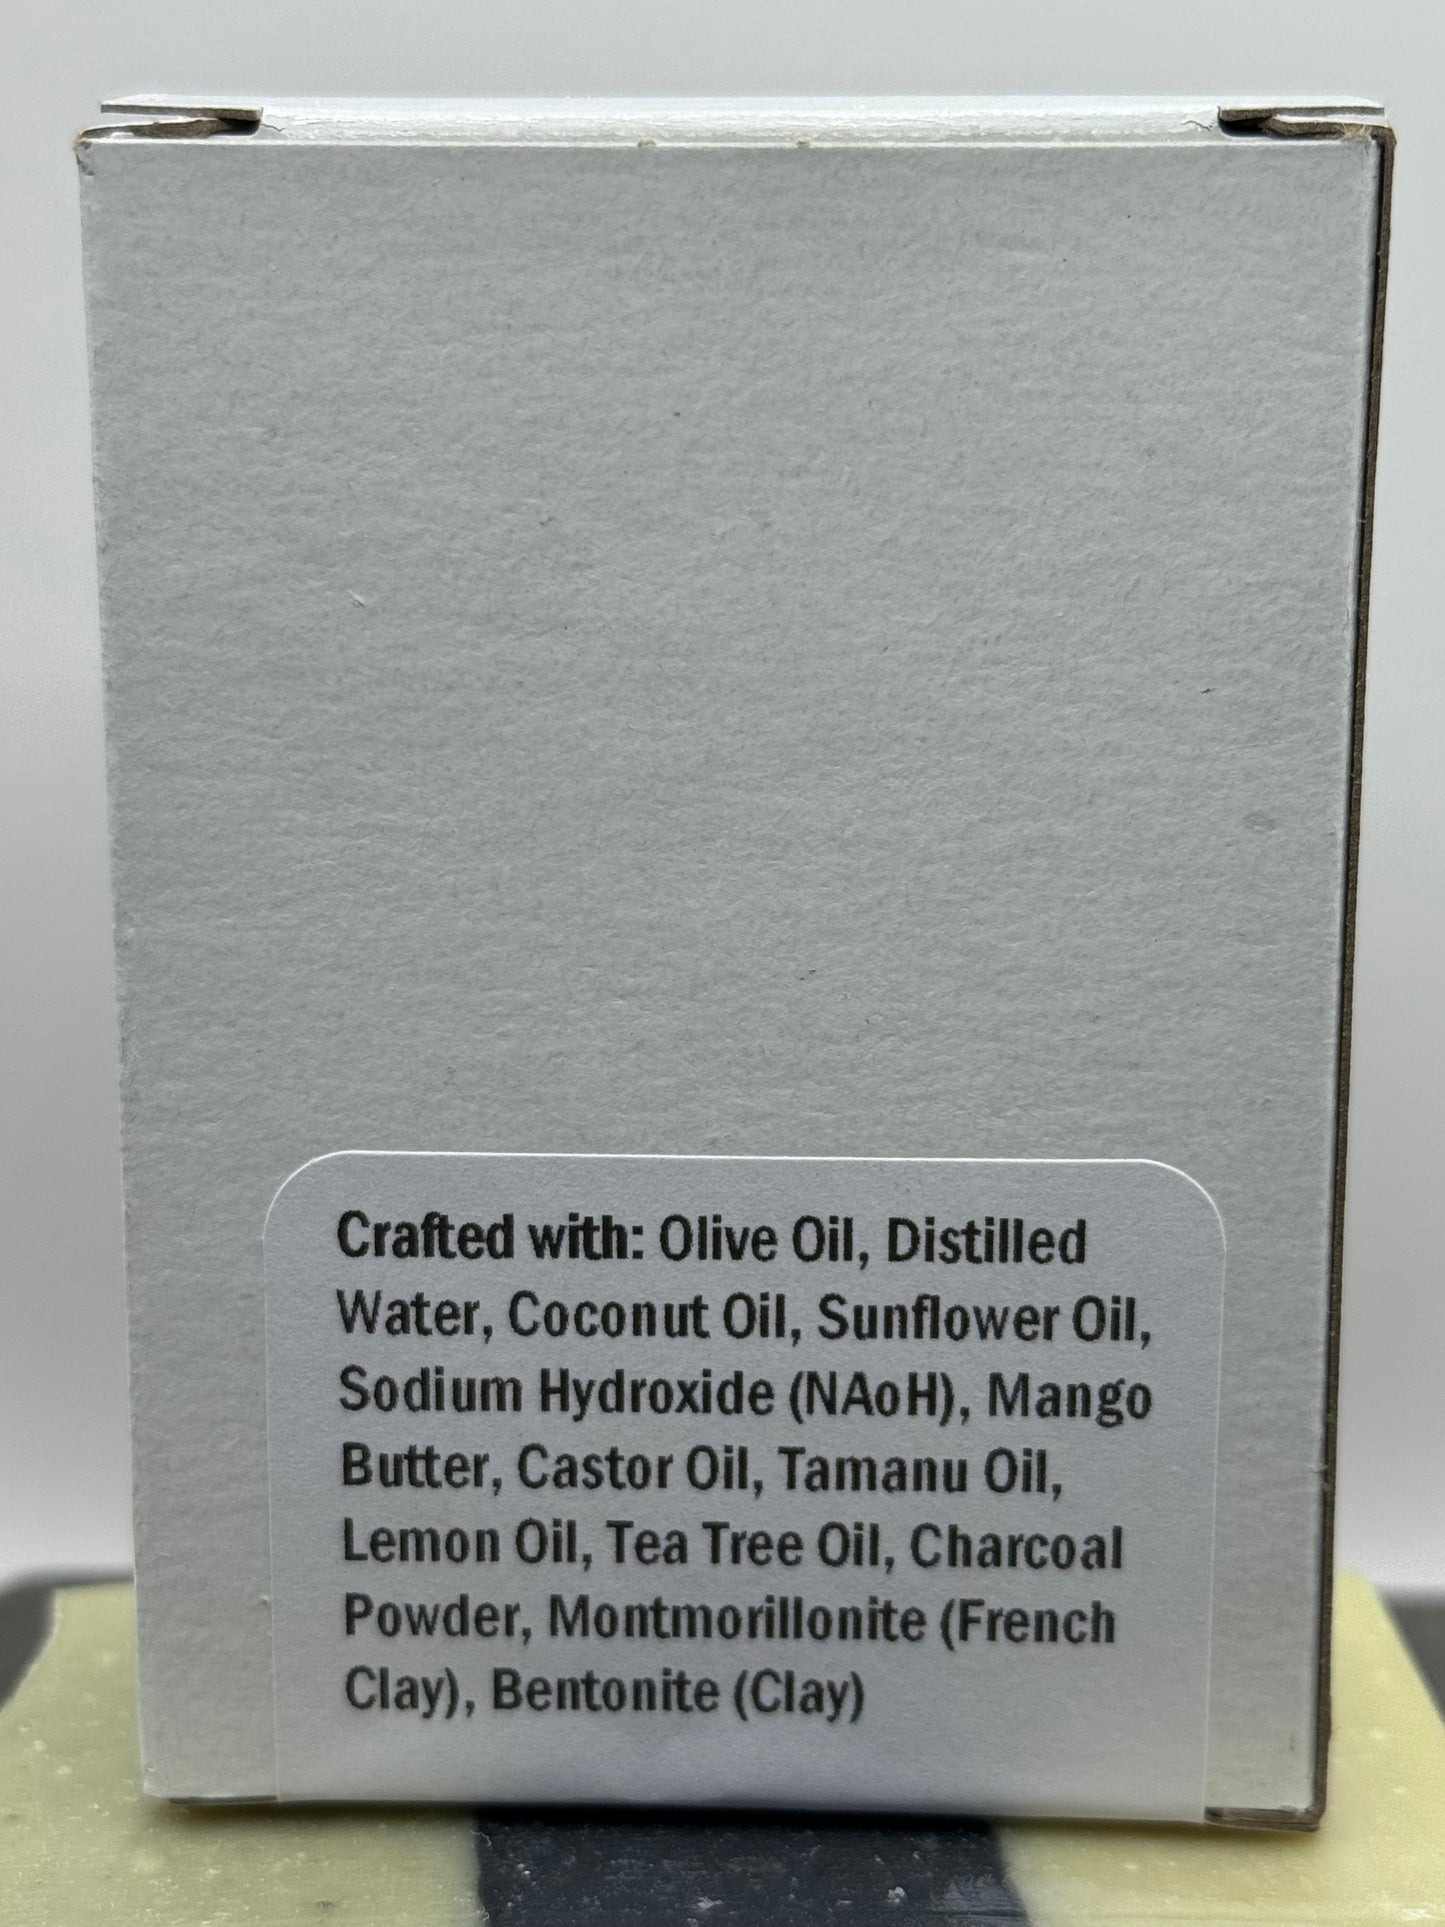 Crafted with: Olive Oil, Distilled
Water, Coconut Oil, Sunflower Oil,
Sodium Hydroxide (NAoH), Mango
Butter, Castor Oil, Tamanu Oil,
Lemon Oil, Tea Tree Oil, Charcoal
Powder, Montmorillonite (French
Clay), Bentonite (Clay)